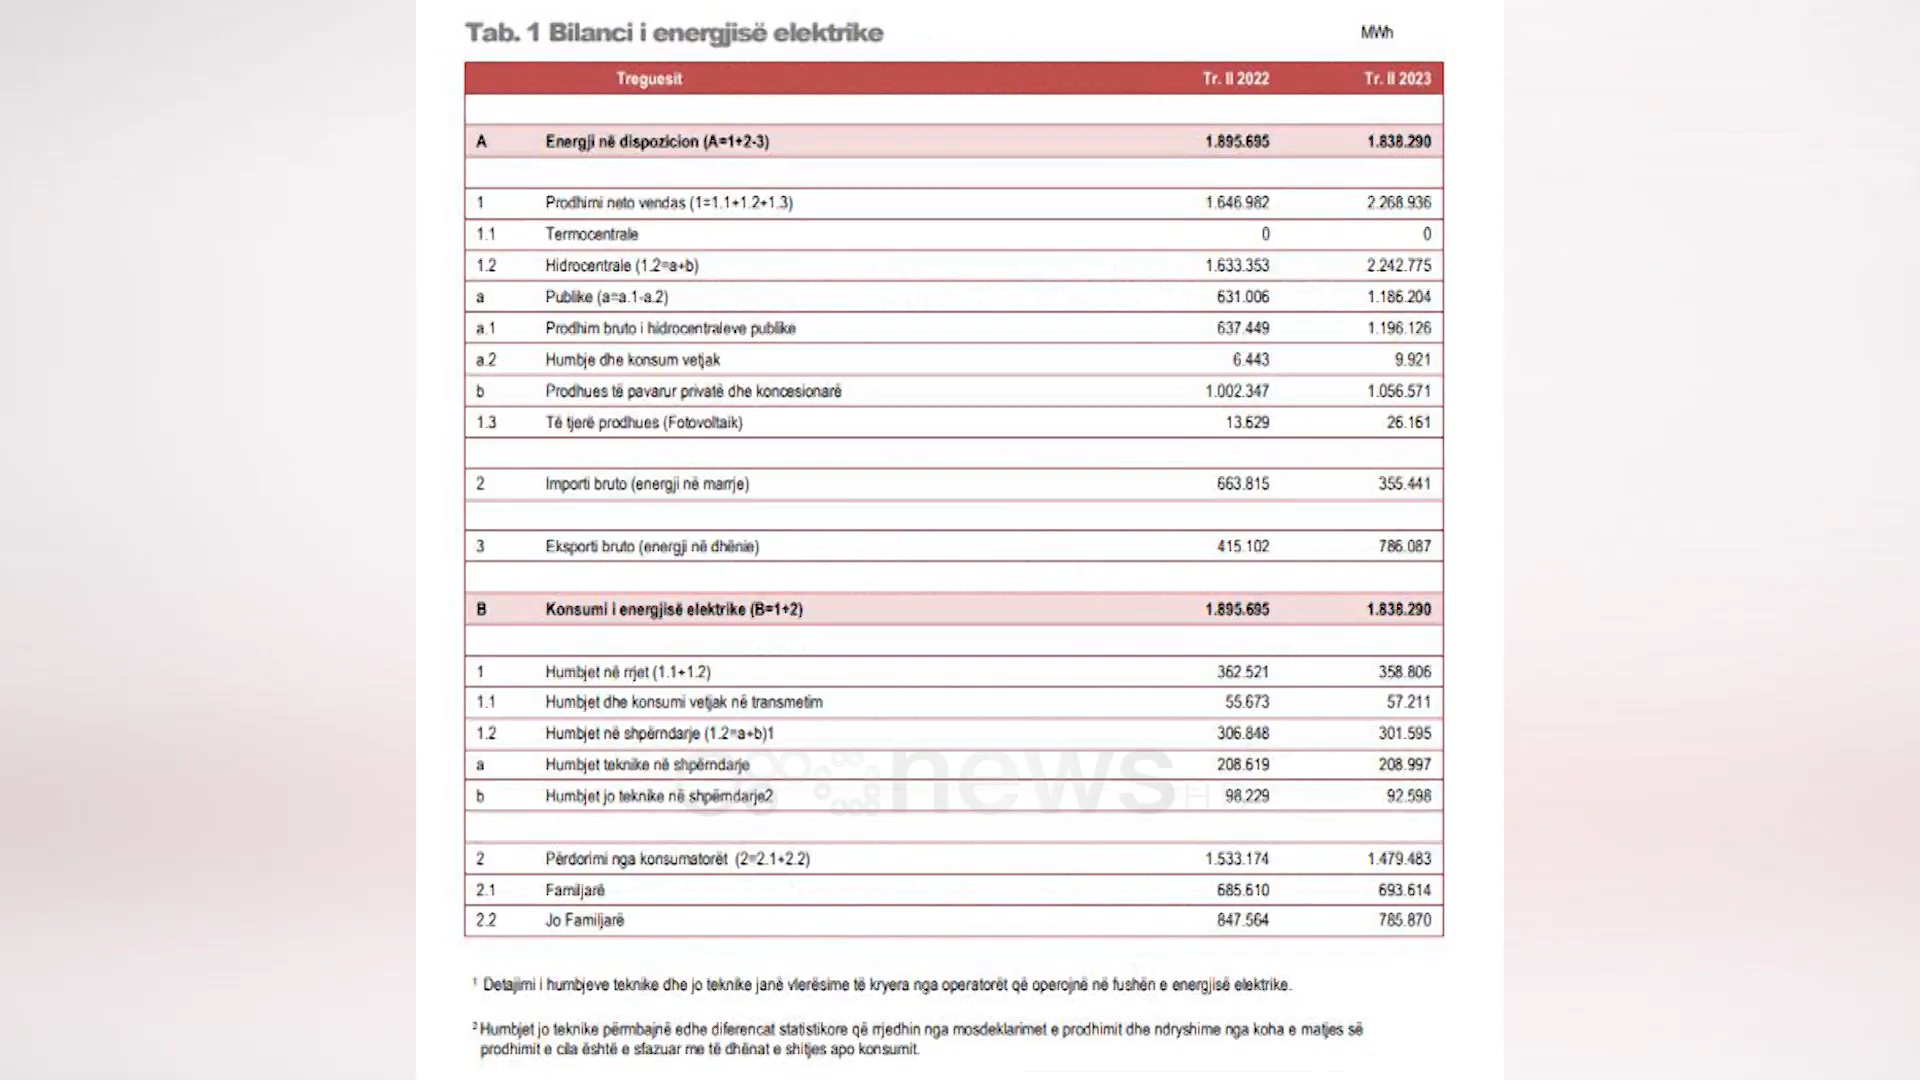 Tab. 1 Bilanci i energjisë elektrike MWh
Treguesit Tr. II 2022 Tr. II 2023
A Energji në dispozicion (A=1+2-3) 1.895.695 1.838.290
1 Prodhimi neto vendas (1=1.1+1.2+1.3) 1.646.982 2.268.936
1.1 Termocentrale 0 0
1.2 Hidrocentrale (1.2=a+b) 1.633.353 2.242.775
a Publike (a=a.1-a.2) 631.006 1.186.204
a.1 Prodhim bruto i hidrocentraleve publike 637.449 1.196.126
a.2 Humbje dhe konsum vetjak 6.443 9.921
b Prodhues të pavarur privatë dhe koncesionarë 1.002.347 1.056.571
1.3 Të tjerë prodhues (Fotovoltaik) 13.629 26.161
2 Importi bruto (energji në marrje) 663.815 355.441
3 Eksporti bruto (energji në dhënie) 415.102 786.087
B Konsumi i energjisë elektrike (B=1+2) 1.895.695 1.838.290
1 Humbjet në rrjet (1.1+1.2) 362.521 358.806
1.1 Humbjet dhe konsumi vetjak në transmetim 55.673 57.211
1.2 Humbjet në shpërndarje (1.2=a+b)1 306.848 301.595
a Humbjet teknike në shpërndarje 208.619 208.997
b Humbjet jo teknike në shpërndarje2 98.229 92.598
news
2 Përdorimi nga konsumatorët (2=2.1+2.2) 1.533.174 1.479.483
2.1 Familjarë 685.610 693.614
2.2 Jo Familjarë 847.564 785.870
¹ Detajimi i humbjeve teknike dhe jo teknike janë vlerësime të kryera nga operatorët që operojnë në fushën e energjisë elektrike.
² Humbjet jo teknike përmbajnë edhe diferencat statistikore që rrjedhin nga mosdeklarimet e prodhimit dhe ndryshime nga koha e matjes së
prodhimit e cila është e sfazuar me të dhënat e shitjes apo konsumit.